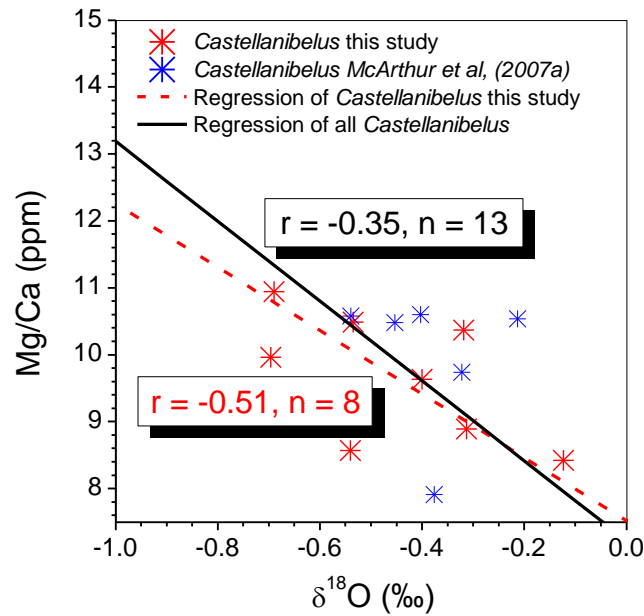 Castellanibelus this study
Castellanibelus McArthur et al, (2007a)
Regression of Castellanibelus this study
Regression of all Castellanibelus
r = -0.35, n = 13
r = -0.51, n = 8
Mg/Ca (ppm)
15
14
13
12
11
10
9
8
-1.0 -0.8 -0.6 -0.4 -0.2 0.0
δ¹⁸O (‰)